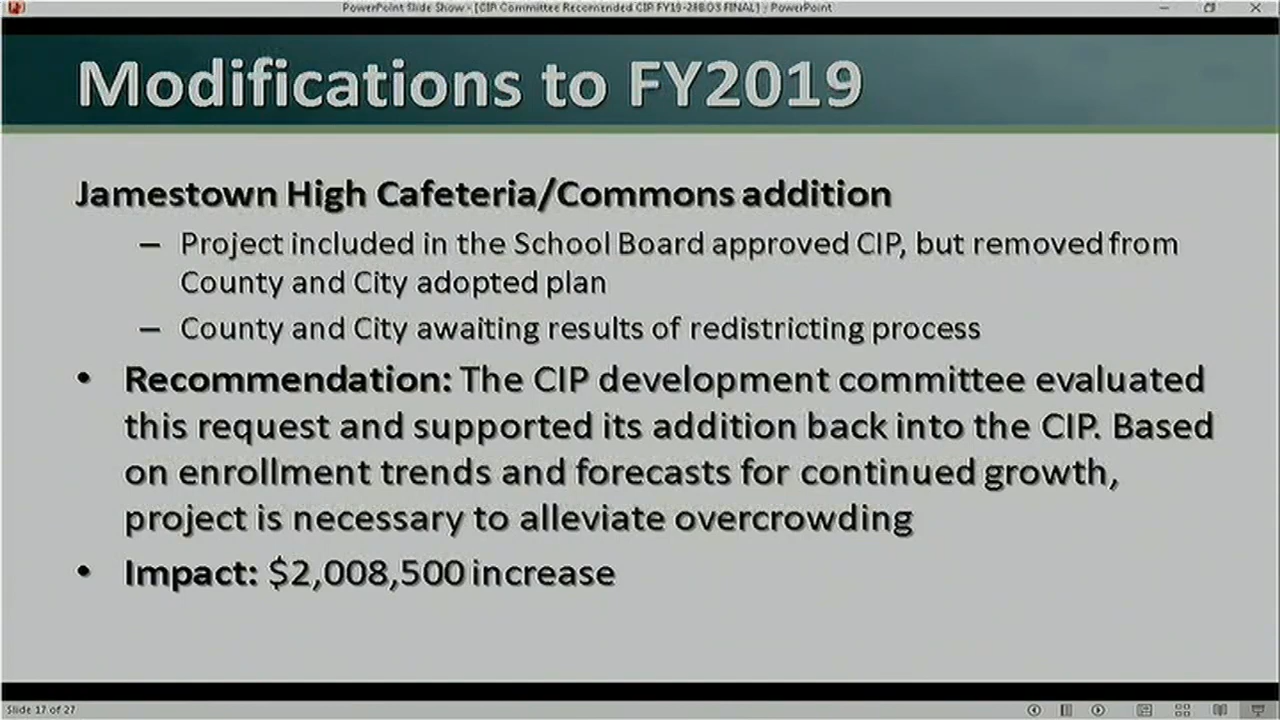 PowerPoint Slide Show - [CIP Committee Recomended CIP FY19-28B.03 FINAL] - PowerPoint
Modifications to FY2019
Jamestown High Cafeteria/Commons addition
– Project included in the School Board approved CIP, but removed from
County and City adopted plan
– County and City awaiting results of redistricting process
• Recommendation: The CIP development committee evaluated
this request and supported its addition back into the CIP. Based
on enrollment trends and forecasts for continued growth,
project is necessary to alleviate overcrowding
• Impact: $2,008,500 increase
Slide 17 of 27